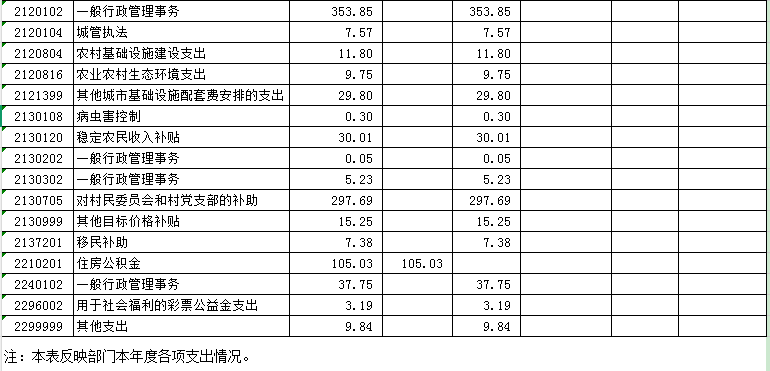 2120102 一般行政管理事务 353.85 353.85
2120104 城管执法 7.57 7.57
2120804 农村基础设施建设支出 11.80 11.80
2120816 农业农村生态环境支出 9.75 9.75
2121399 其他城市基础设施配套费安排的支出 29.80 29.80
2130108 病虫害控制 0.30 0.30
2130120 稳定农民收入补贴 30.01 30.01
2130202 一般行政管理事务 0.05 0.05
2130302 一般行政管理事务 5.23 5.23
2130705 对村民委员会和村党支部的补助 297.69 297.69
2130999 其他目标价格补贴 15.25 15.25
2137201 移民补助 7.38 7.38
2210201 住房公积金 105.03 105.03
2240102 一般行政管理事务 37.75 37.75
2296002 用于社会福利的彩票公益金支出 3.19 3.19
2299999 其他支出 9.84 9.84
注：本表反映部门本年度各项支出情况。